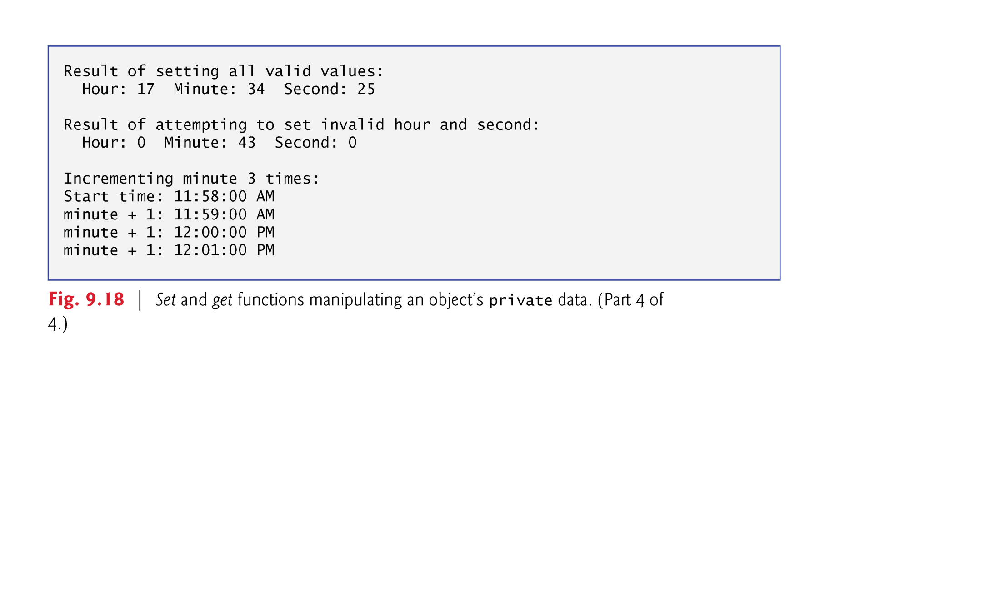 Result of setting all valid values:
  Hour: 17  Minute: 34  Second: 25

Result of attempting to set invalid hour and second:
  Hour: 0  Minute: 43  Second: 0

Incrementing minute 3 times:
Start time: 11:58:00 AM
minute + 1: 11:59:00 AM
minute + 1: 12:00:00 PM
minute + 1: 12:01:00 PM
Fig. 9.18 | Set and get functions manipulating an object’s private data. (Part 4 of
4.)